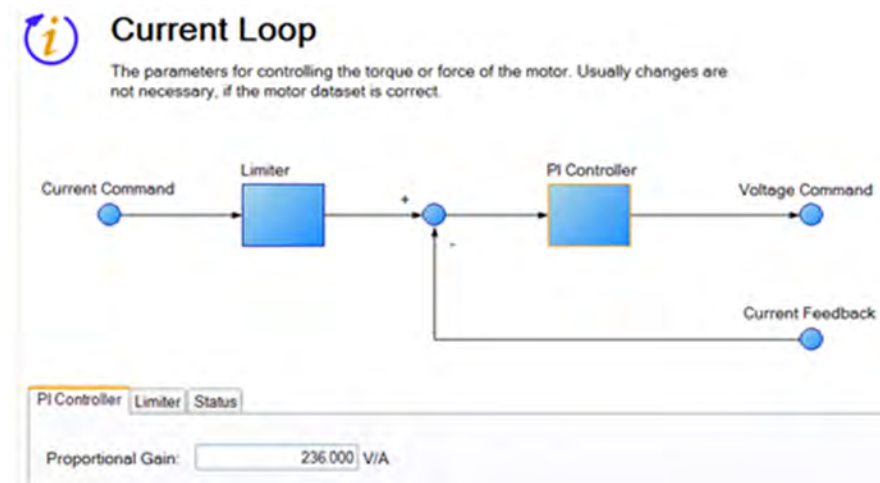 Current Loop
The parameters for controlling the torque or force of the motor. Usually changes are
not necessary, if the motor dataset is correct.
Limiter
PI Controller
Current Command
Voltage Command
+
-
Current Feedback
PI Controller Limiter Status
Proportional Gain: 236.000 V/A